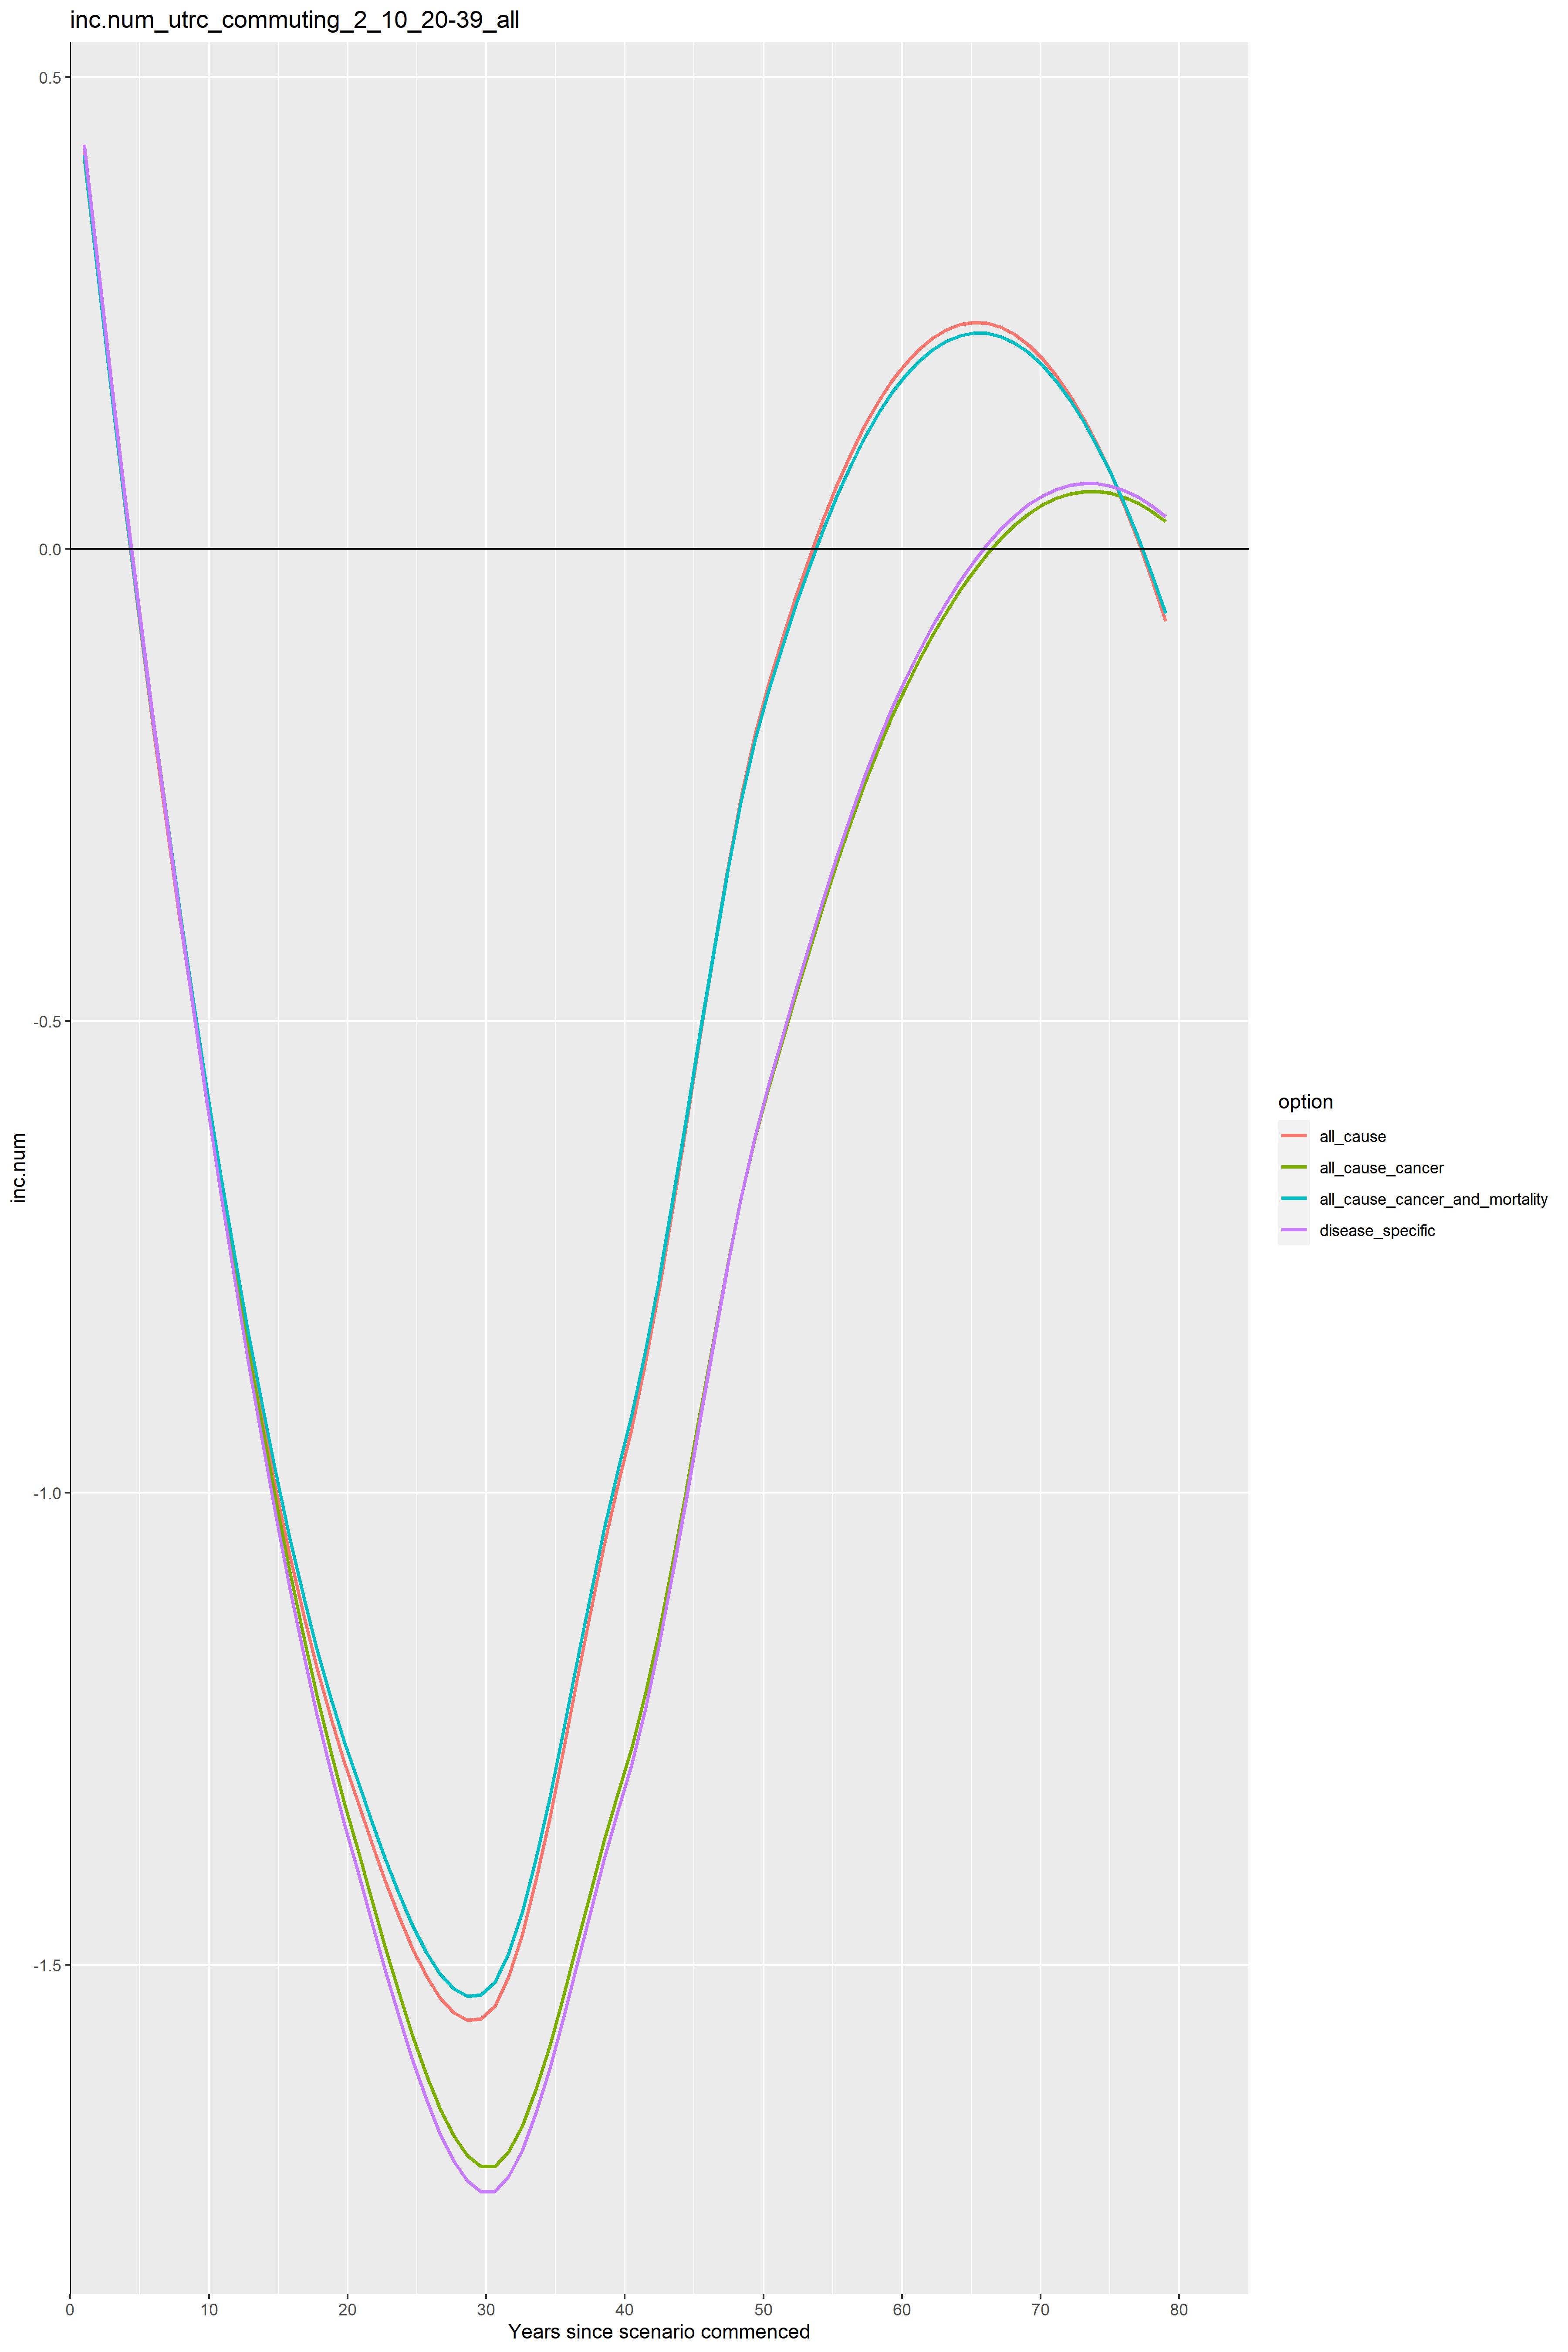 inc.num_utrc_commuting_2_10_20-39_all
0.5
0.0
-0.5
-1.0
-1.5
inc.num
0 10 20 30 40 50 60 70 80
Years since scenario commenced
option
all_cause
all_cause_cancer
all_cause_cancer_and_mortality
disease_specific